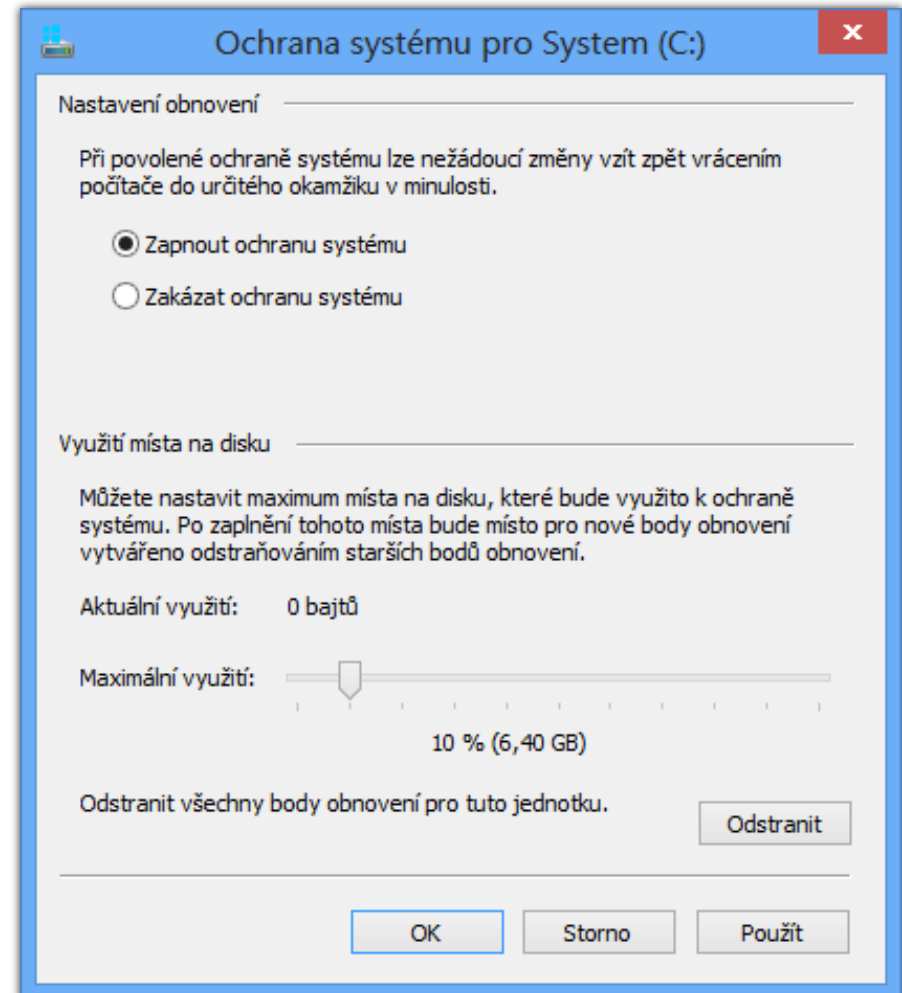 Ochrana systému pro System (C:)
Nastavení obnovení
Při povolené ochraně systému lze nežádoucí změny vzít zpět vrácením
počítače do určitého okamžiku v minulosti.
Zapnout ochranu systému
Zakázat ochranu systému
Využití místa na disku
Můžete nastavit maximum místa na disku, které bude využito k ochraně
systému. Po zaplnění tohoto místa bude místo pro nové body obnovení
vytvářeno odstraňováním starších bodů obnovení.
Aktuální využití: 0 bajtů
Maximální využití:
10 % (6,40 GB)
Odstranit všechny body obnovení pro tuto jednotku.
Odstranit
OK Storno Použít